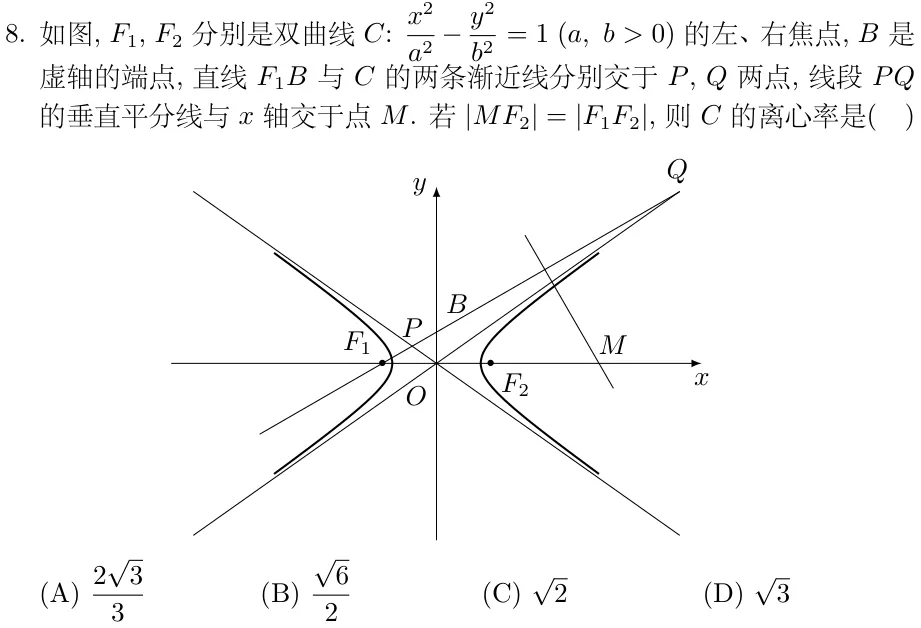 8. 如图, F₁, F₂ 分别是双曲线 C: x²/a² − y²/b² = 1 (a, b > 0) 的左、右焦点, B 是
虚轴的端点, 直线 F₁B 与 C 的两条渐近线分别交于 P, Q 两点, 线段 PQ
的垂直平分线与 x 轴交于点 M. 若 |MF₂| = |F₁F₂|, 则 C 的离心率是( )
Q
y
B
P
F₁
M
x
F₂
O
(A) 2√3/3 (B) √6/2 (C) √2 (D) √3